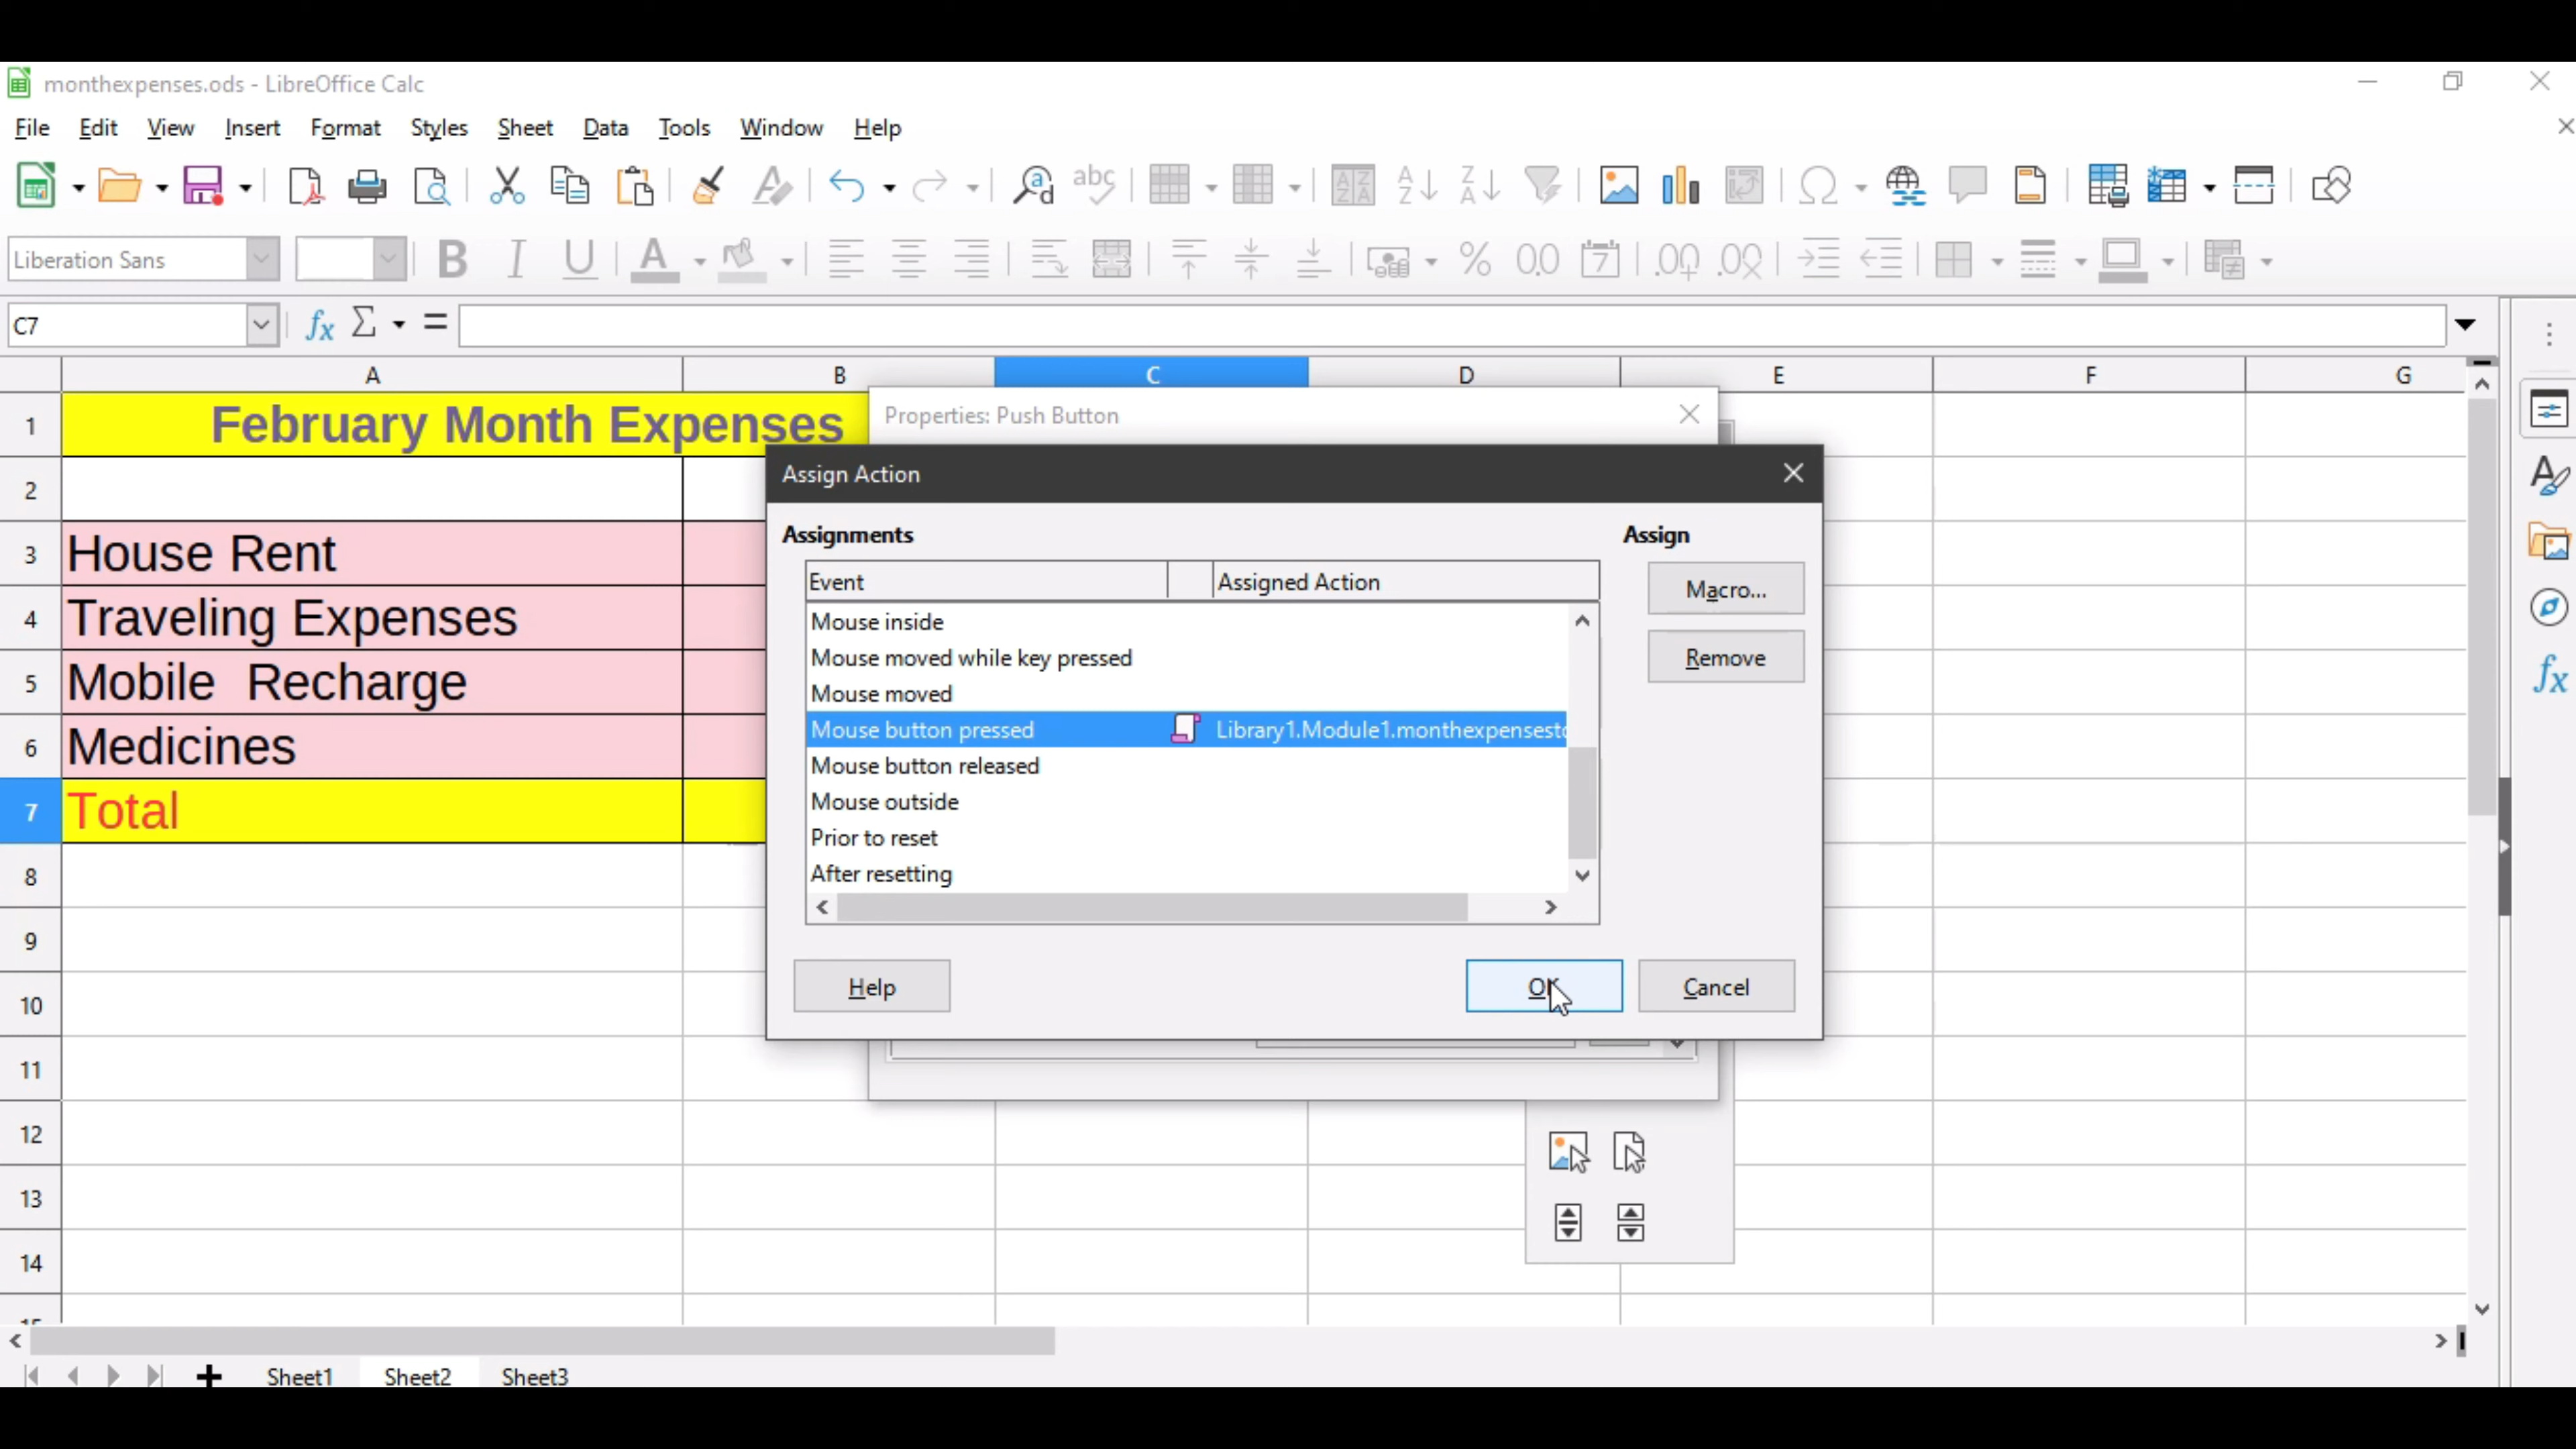 monthexpenses.ods - LibreOffice Calc
File Edit View Insert Format Styles Sheet Data Tools Window Help
Liberation Sans
C7
A B C D E F G
1 February Month Expenses
2
3 House Rent
4 Traveling Expenses
5 Mobile Recharge
6 Medicines
7 Total
8
9
10
11
12
13
14
Properties: Push Button
Assign Action
Assignments Assign
Event Assigned Action
Mouse inside
Mouse moved while key pressed
Mouse moved
Mouse button pressed Library1.Module1.monthexpensesto
Mouse button released
Mouse outside
Prior to reset
After resetting
Macro...
Remove
Help OK Cancel
Sheet1 Sheet2 Sheet3